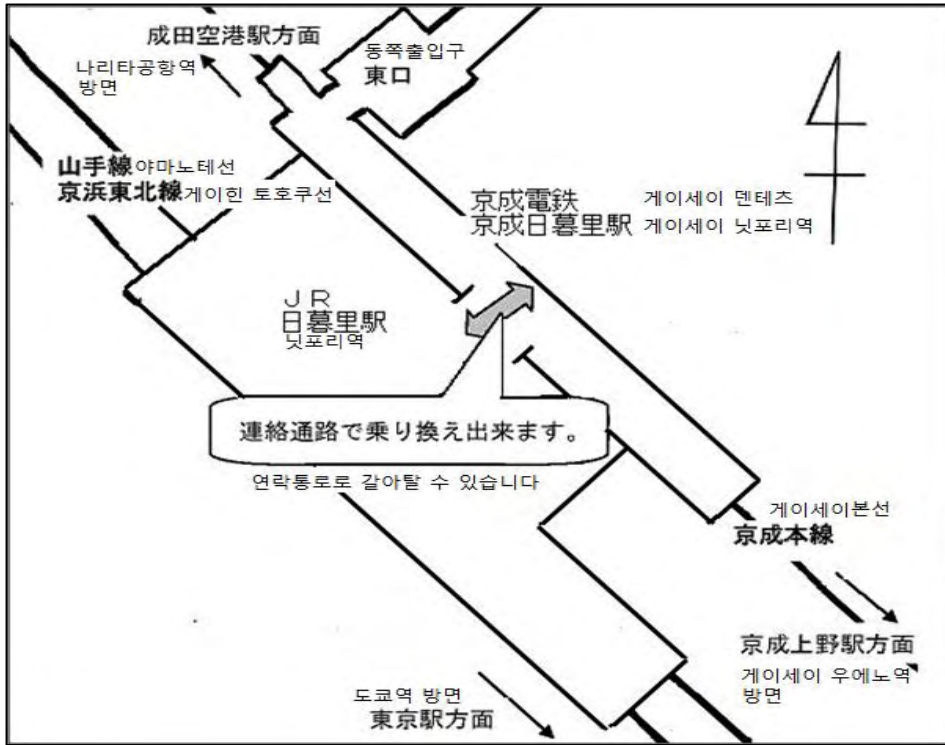 成田空港駅方面
나리타공항역
방면
동쪽출입구
東口
山手線 야마노테선
京浜東北線 게이힌 토호쿠선
京成電鉄 게이세이 덴테츠
京成日暮里駅 게이세이 닛포리역
ＪＲ
日暮里駅
닛포리역
連絡通路で乗り換え出来ます。
연락통로로 갈아탈 수 있습니다
게이세이본선
京成本線
京成上野駅方面
게이세이 우에노역
방면
도쿄역 방면
東京駅方面